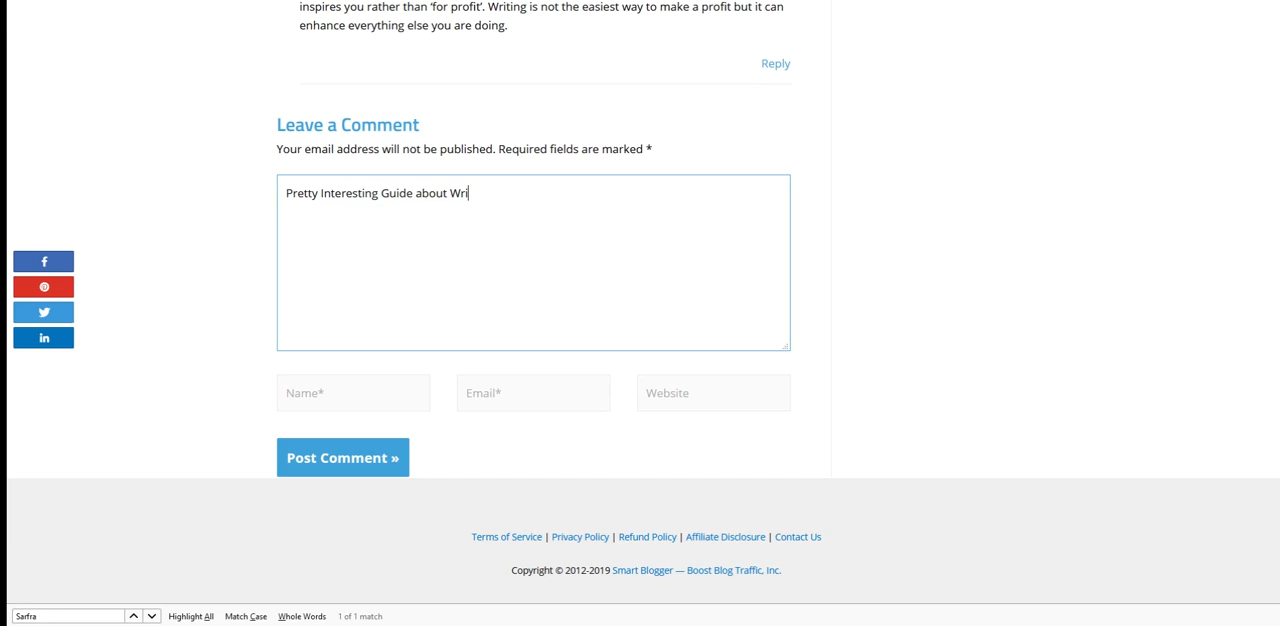 inspires you rather than ‘for profit’. Writing is not the easiest way to make a profit but it can
enhance everything else you are doing.
Reply
Leave a Comment
Your email address will not be published. Required fields are marked *
Pretty Interesting Guide about Wri
f
in
Name* Email* Website
Post Comment »
Terms of Service | Privacy Policy | Refund Policy | Affiliate Disclosure | Contact Us
Copyright © 2012-2019 Smart Blogger — Boost Blog Traffic, Inc.
Sarfra Highlight All Match Case Whole Words 1 of 1 match